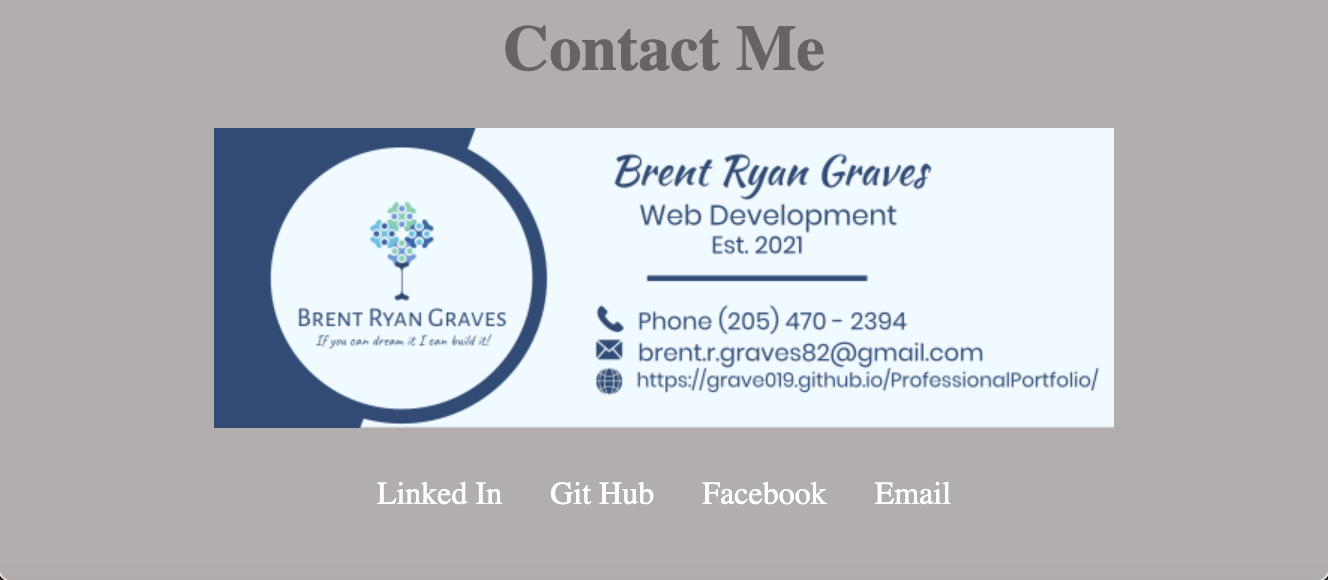 Contact Me
BRENT RYAN GRAVES
If you can dream it I can build it!
Brent Ryan Graves
Web Development
Est. 2021
Phone (205) 470 - 2394
brent.r.graves82@gmail.com
https://grave019.github.io/ProfessionalPortfolio/
Linked In Git Hub Facebook Email